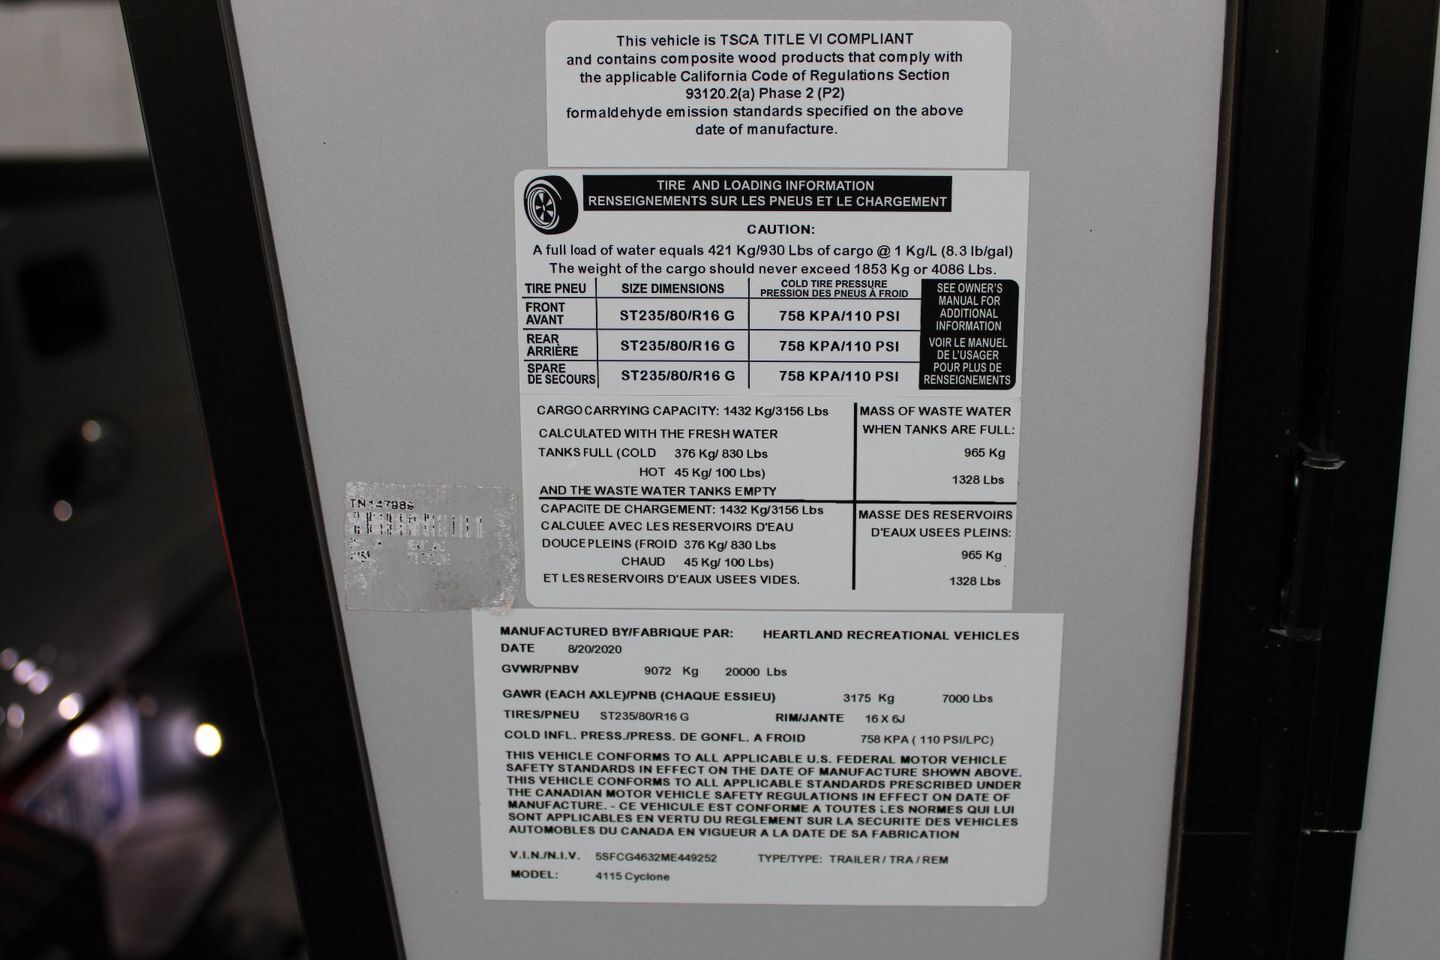 This vehicle is TSCA TITLE VI COMPLIANT
and contains composite wood products that comply with
the applicable California Code of Regulations Section
93120.2(a) Phase 2 (P2)
formaldehyde emission standards specified on the above
date of manufacture.
TIRE AND LOADING INFORMATION
RENSEIGNEMENTS SUR LES PNEUS ET LE CHARGEMENT
CAUTION:
A full load of water equals 421 Kg/930 Lbs of cargo @ 1 Kg/L (8.3 lb/gal)
The weight of the cargo should never exceed 1853 Kg or 4086 Lbs.
TIRE PNEU SIZE DIMENSIONS COLD TIRE PRESSURE
PRESSION DES PNEUS À FROID
FRONT
AVANT ST235/80/R16 G 758 KPA/110 PSI
REAR
ARRIÈRE ST235/80/R16 G 758 KPA/110 PSI
SPARE
DE SECOURS ST235/80/R16 G 758 KPA/110 PSI
SEE OWNER'S
MANUAL FOR
ADDITIONAL
INFORMATION
VOIR LE MANUEL
DE L'USAGER
POUR PLUS DE
RENSEIGNEMENTS
CARGO CARRYING CAPACITY: 1432 Kg/3156 Lbs
CALCULATED WITH THE FRESH WATER
TANKS FULL (COLD 376 Kg/ 830 Lbs
HOT 45 Kg/ 100 Lbs)
AND THE WASTE WATER TANKS EMPTY
MASS OF WASTE WATER
WHEN TANKS ARE FULL:
965 Kg
1328 Lbs
CAPACITE DE CHARGEMENT: 1432 Kg/3156 Lbs
CALCULEE AVEC LES RESERVOIRS D'EAU
DOUCE PLEINS (FROID 376 Kg/ 830 Lbs
CHAUD 45 Kg/ 100 Lbs)
ET LES RESERVOIRS D'EAUX USEES VIDES.
MASSE DES RESERVOIRS
D'EAUX USEES PLEINS:
965 Kg
1328 Lbs
TN147989
MANUFACTURED BY/FABRIQUE PAR: HEARTLAND RECREATIONAL VEHICLES
DATE 8/20/2020
GVWR/PNBV 9072 Kg 20000 Lbs
GAWR (EACH AXLE)/PNB (CHAQUE ESSIEU) 3175 Kg 7000 Lbs
TIRES/PNEU ST235/80/R16 G RIM/JANTE 16 X 6J
COLD INFL. PRESS./PRESS. DE GONFL. A FROID 758 KPA ( 110 PSI/LPC)
THIS VEHICLE CONFORMS TO ALL APPLICABLE U.S. FEDERAL MOTOR VEHICLE
SAFETY STANDARDS IN EFFECT ON THE DATE OF MANUFACTURE SHOWN ABOVE.
THIS VEHICLE CONFORMS TO ALL APPLICABLE STANDARDS PRESCRIBED UNDER
THE CANADIAN MOTOR VEHICLE SAFETY REGULATIONS IN EFFECT ON DATE OF
MANUFACTURE. - CE VEHICULE EST CONFORME A TOUTES LES NORMES QUI LUI
SONT APPLICABLES EN VERTU DU REGLEMENT SUR LA SECURITE DES VEHICLES
AUTOMOBLES DU CANADA EN VIGUEUR A LA DATE DE SA FABRICATION
V.I.N./N.I.V. 5SFCG4632ME449252 TYPE/TYPE: TRAILER / TRA / REM
MODEL: 4115 Cyclone